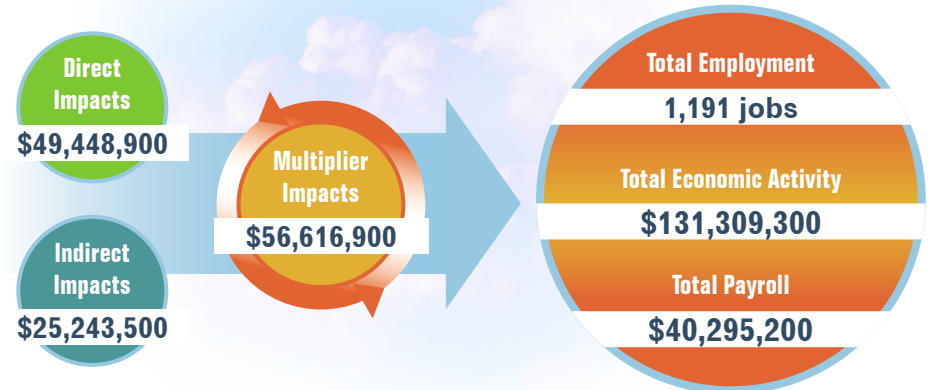 Direct
Impacts
$49,448,900
Indirect
Impacts
$25,243,500
Multiplier
Impacts
$56,616,900
Total Employment
1,191 jobs
Total Economic Activity
$131,309,300
Total Payroll
$40,295,200